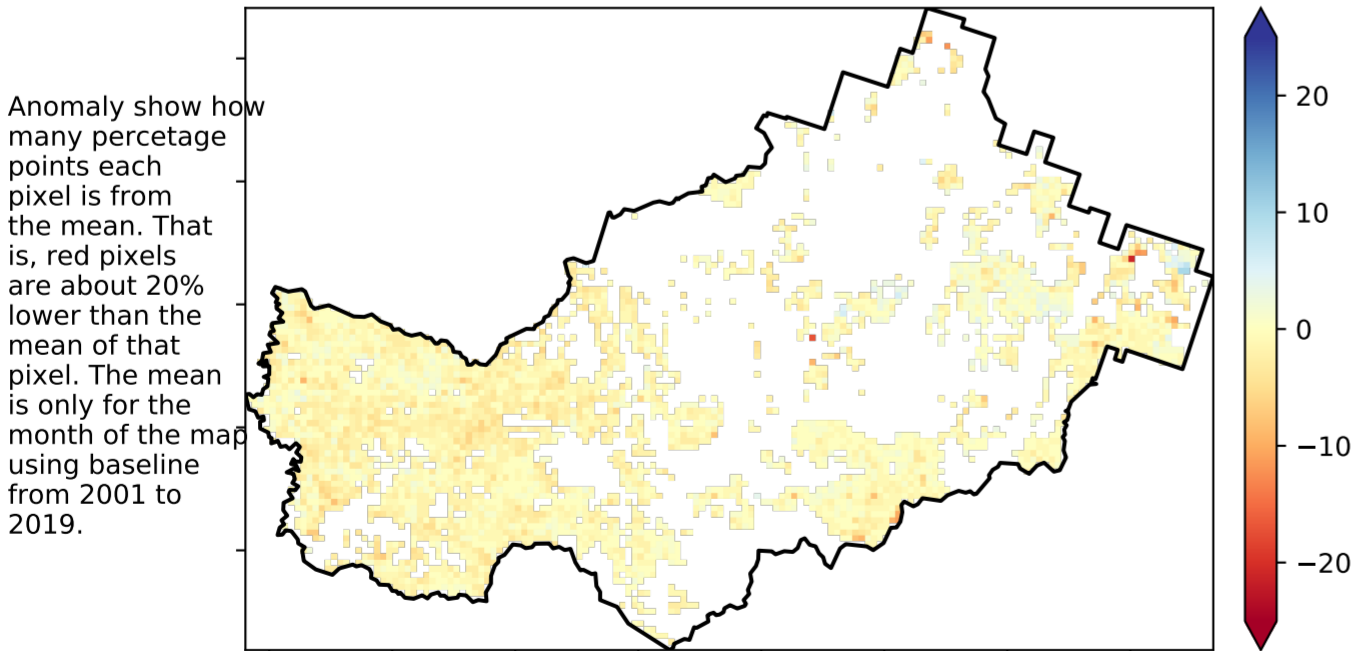 Anomaly show how
many percetage
points each
pixel is from
the mean. That
is, red pixels
are about 20%
lower than the
mean of that
pixel. The mean
is only for the
month of the map
using baseline
from 2001 to
2019.
20
10
0
−10
−20